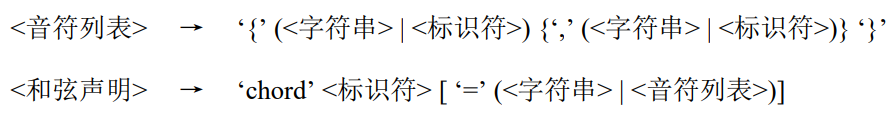 <音符列表> → ‘{’ (<字符串> | <标识符>) {‘,’ (<字符串> | <标识符>)} ‘}’
<和弦声明> → ‘chord’ <标识符> [ ‘=’ (<字符串> | <音符列表>)]